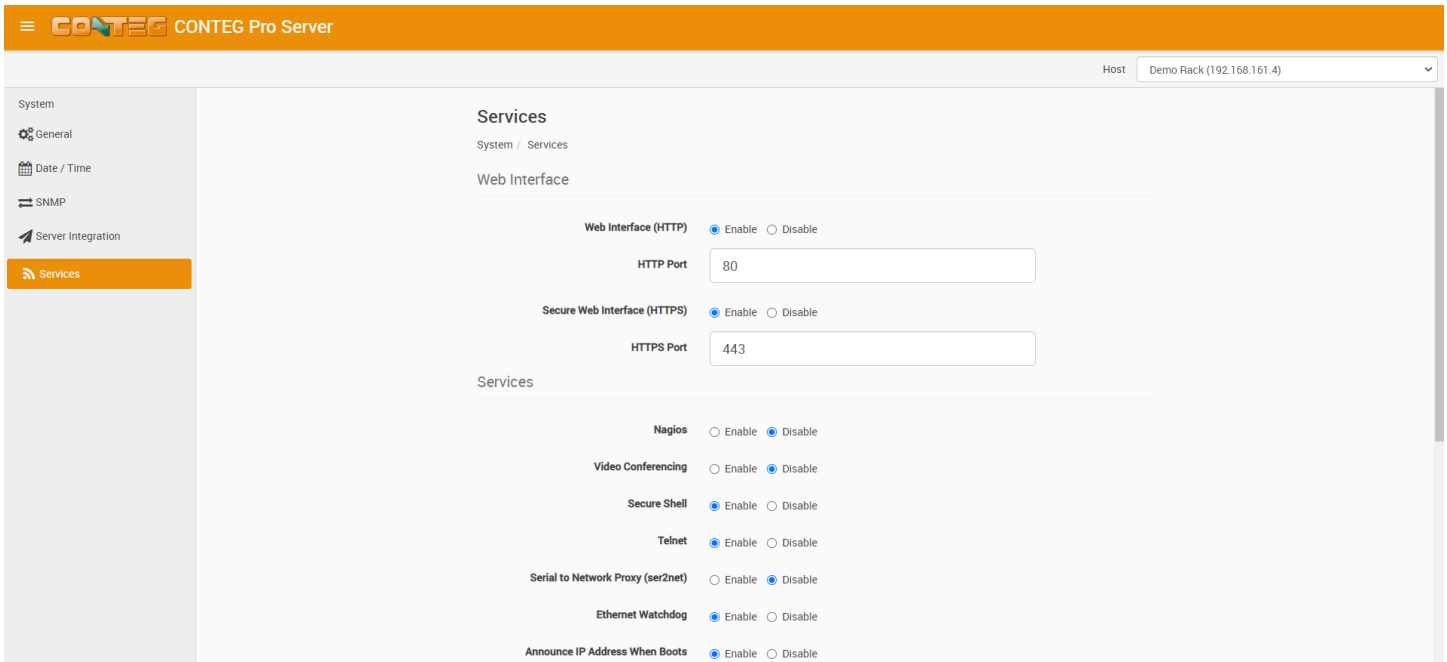 CONTEG CONTEG Pro Server
Host Demo Rack (192.168.161.4)
System
General
Date / Time
SNMP
Server Integration
Services
Services
System / Services
Web Interface
Web Interface (HTTP) Enable Disable
HTTP Port 80
Secure Web Interface (HTTPS) Enable Disable
HTTPS Port 443
Services
Nagios Enable Disable
Video Conferencing Enable Disable
Secure Shell Enable Disable
Telnet Enable Disable
Serial to Network Proxy (ser2net) Enable Disable
Ethernet Watchdog Enable Disable
Announce IP Address When Boots Enable Disable